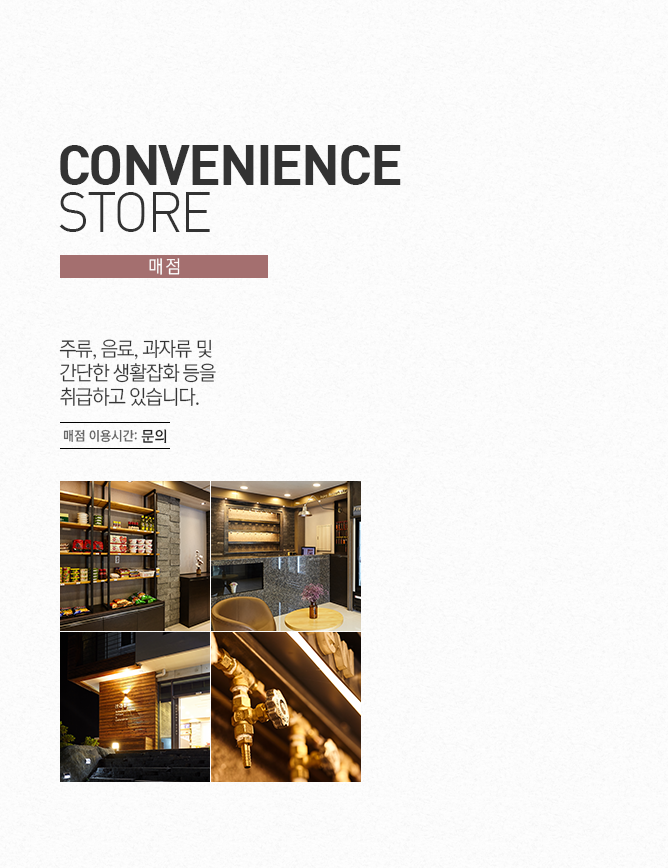 CONVENIENCE
STORE
매점
주류, 음료, 과자류 및
간단한 생활잡화 등을
취급하고 있습니다.
매점 이용시간: 문의